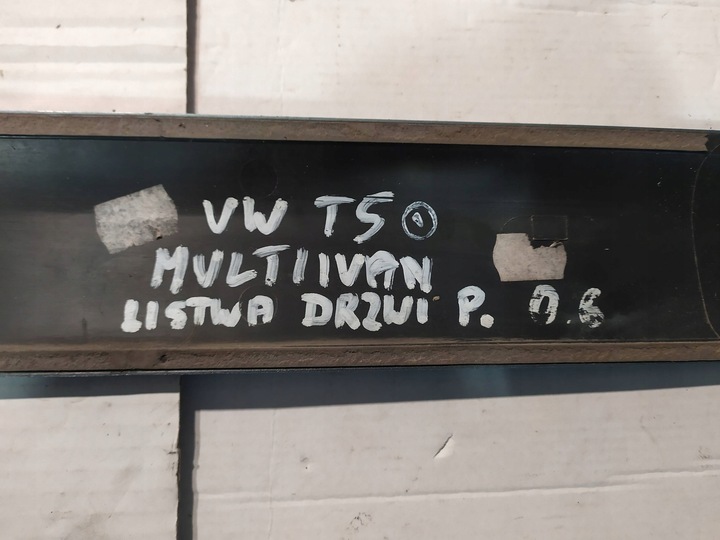 VW T5
MULTIIVAN
LISTWA DRZWI P.